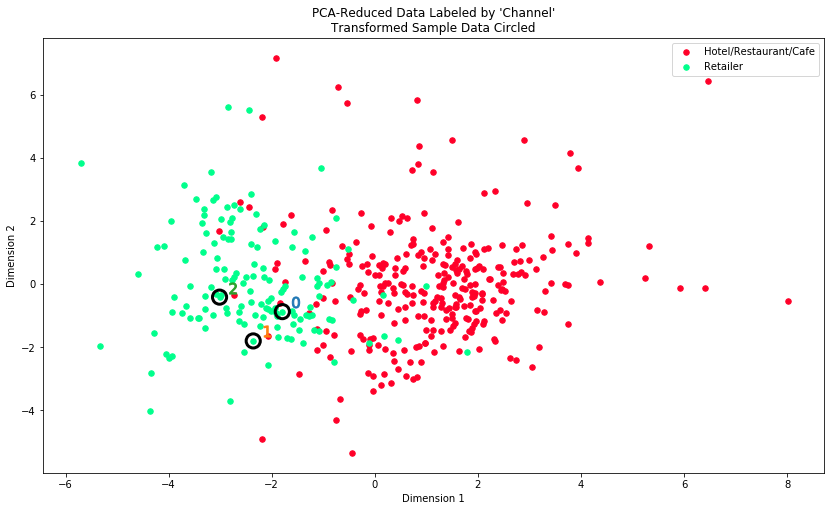 PCA-Reduced Data Labeled by 'Channel'
Transformed Sample Data Circled
Hotel/Restaurant/Cafe
Retailer
6
4
2
0
−2
−4
Dimension 2
2
0
1
−6
−4
−2
0
2
4
6
8
Dimension 1